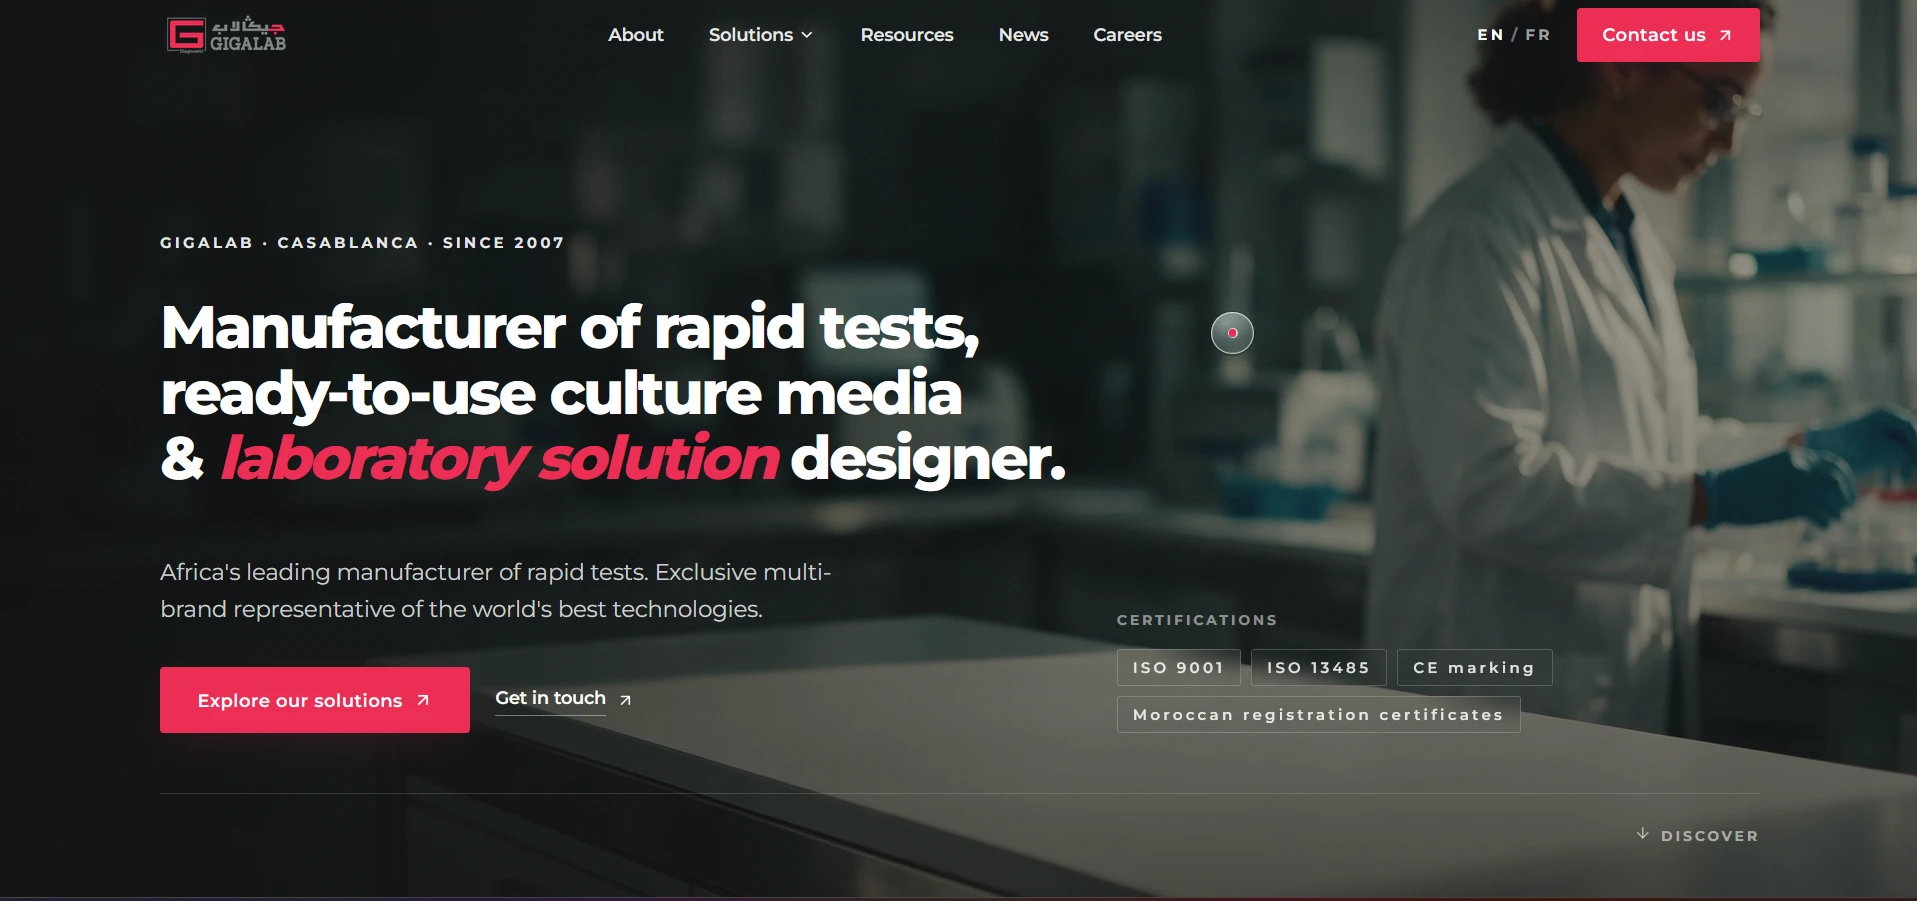 جيڭالاب
GIGALAB
Diagnostic
About
Solutions
Resources
News
Careers
EN / FR
Contact us
GIGALAB · CASABLANCA · SINCE 2007
Manufacturer of rapid tests,
ready-to-use culture media
& laboratory solution designer.
Africa's leading manufacturer of rapid tests. Exclusive multi-
brand representative of the world's best technologies.
CERTIFICATIONS
ISO 9001
ISO 13485
CE marking
Moroccan registration certificates
Explore our solutions
Get in touch
DISCOVER